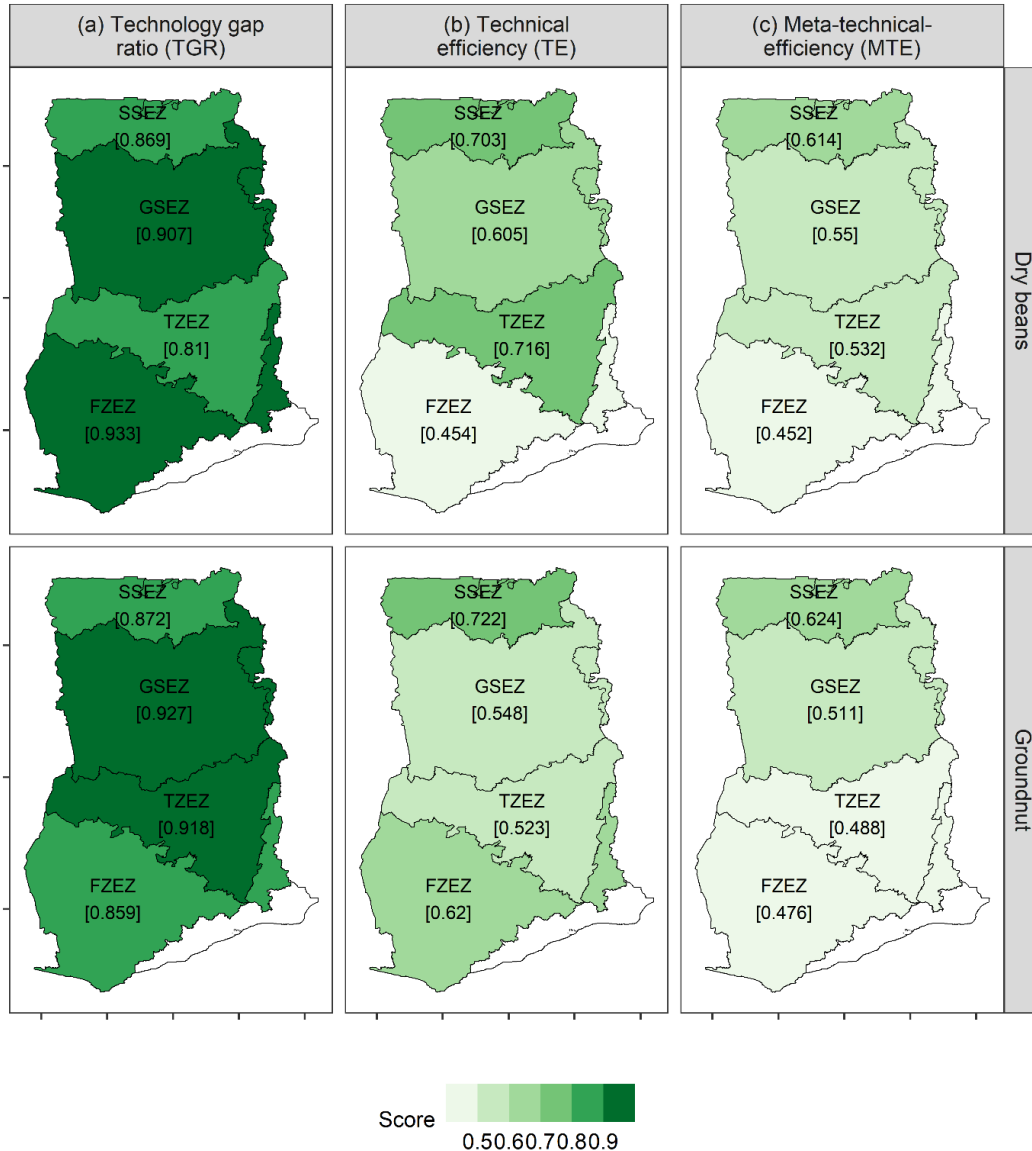 (a) Technology gap
ratio (TGR)
(b) Technical
efficiency (TE)
(c) Meta-technical-
efficiency (MTE)
SSEZ
[0.869]
GSEZ
[0.907]
TZEZ
[0.81]
FZEZ
[0.933]
SSEZ
[0.703]
GSEZ
[0.605]
TZEZ
[0.716]
FZEZ
[0.454]
SSEZ
[0.614]
GSEZ
[0.55]
TZEZ
[0.532]
FZEZ
[0.452]
Dry beans
SSEZ
[0.872]
GSEZ
[0.927]
TZEZ
[0.918]
FZEZ
[0.859]
SSEZ
[0.722]
GSEZ
[0.548]
TZEZ
[0.523]
FZEZ
[0.62]
SSEZ
[0.624]
GSEZ
[0.511]
TZEZ
[0.488]
FZEZ
[0.476]
Groundnut
Score
0.50.60.70.80.9